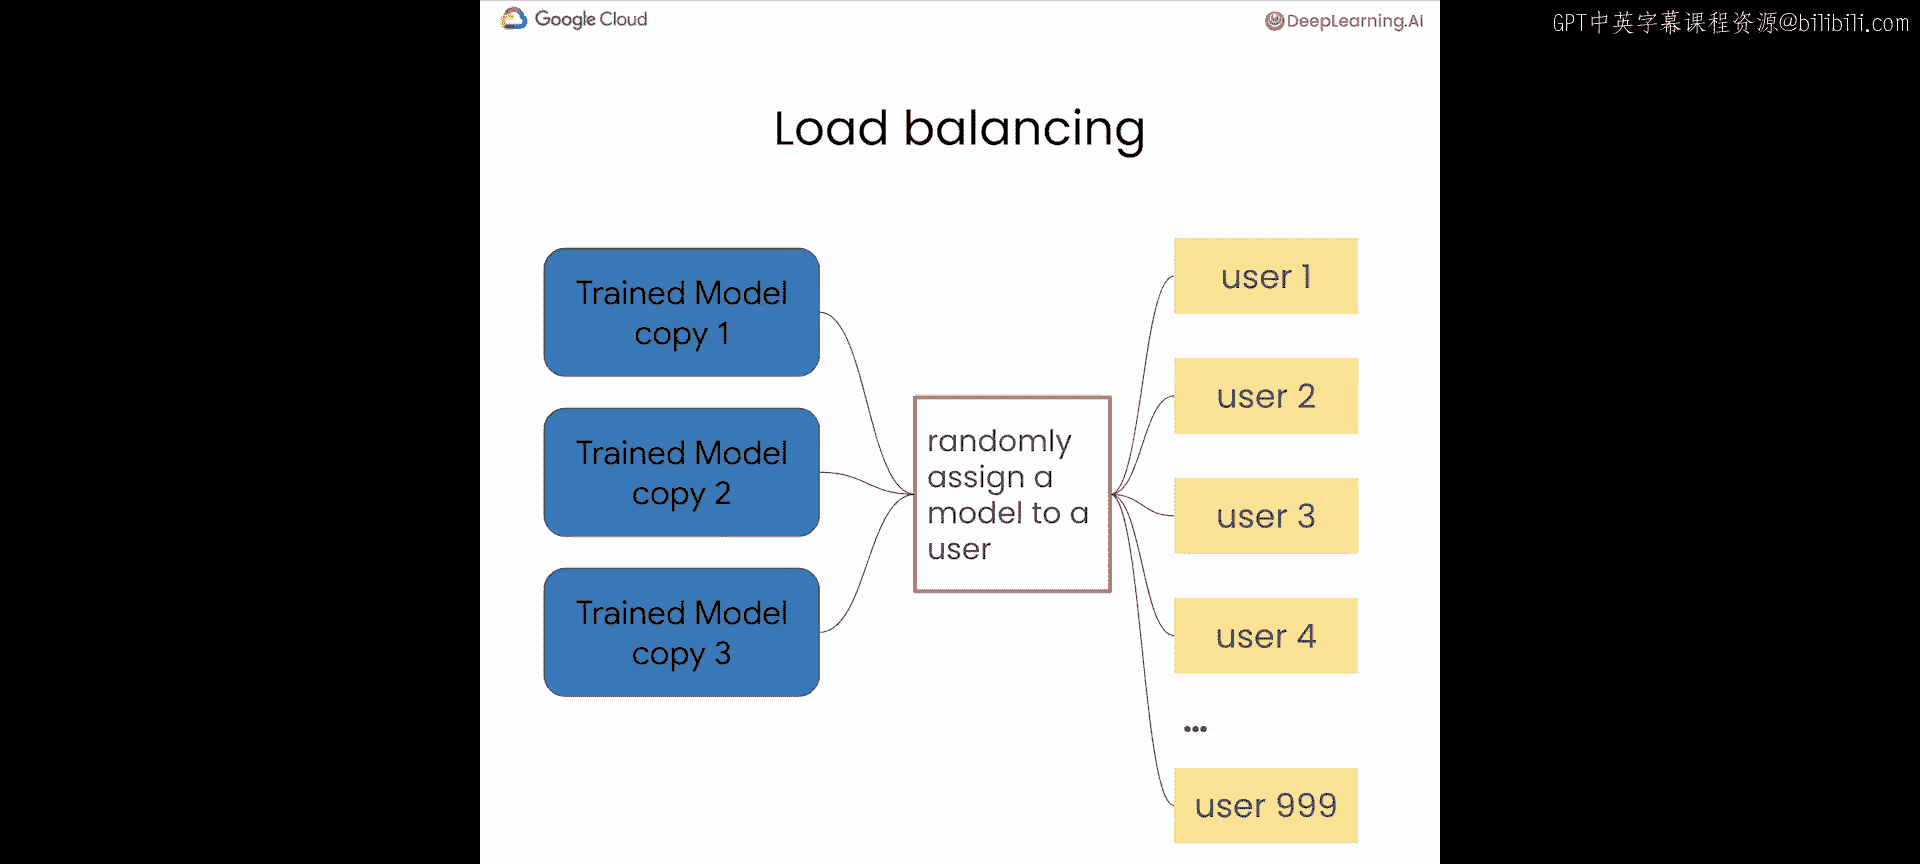 Google Cloud
DeepLearning.AI
GPT中英字幕课程资源@bilibili.com
Load balancing
Trained Model
copy 1
Trained Model
copy 2
Trained Model
copy 3
randomly
assign a
model to a
user
user 1
user 2
user 3
user 4
...
user 999